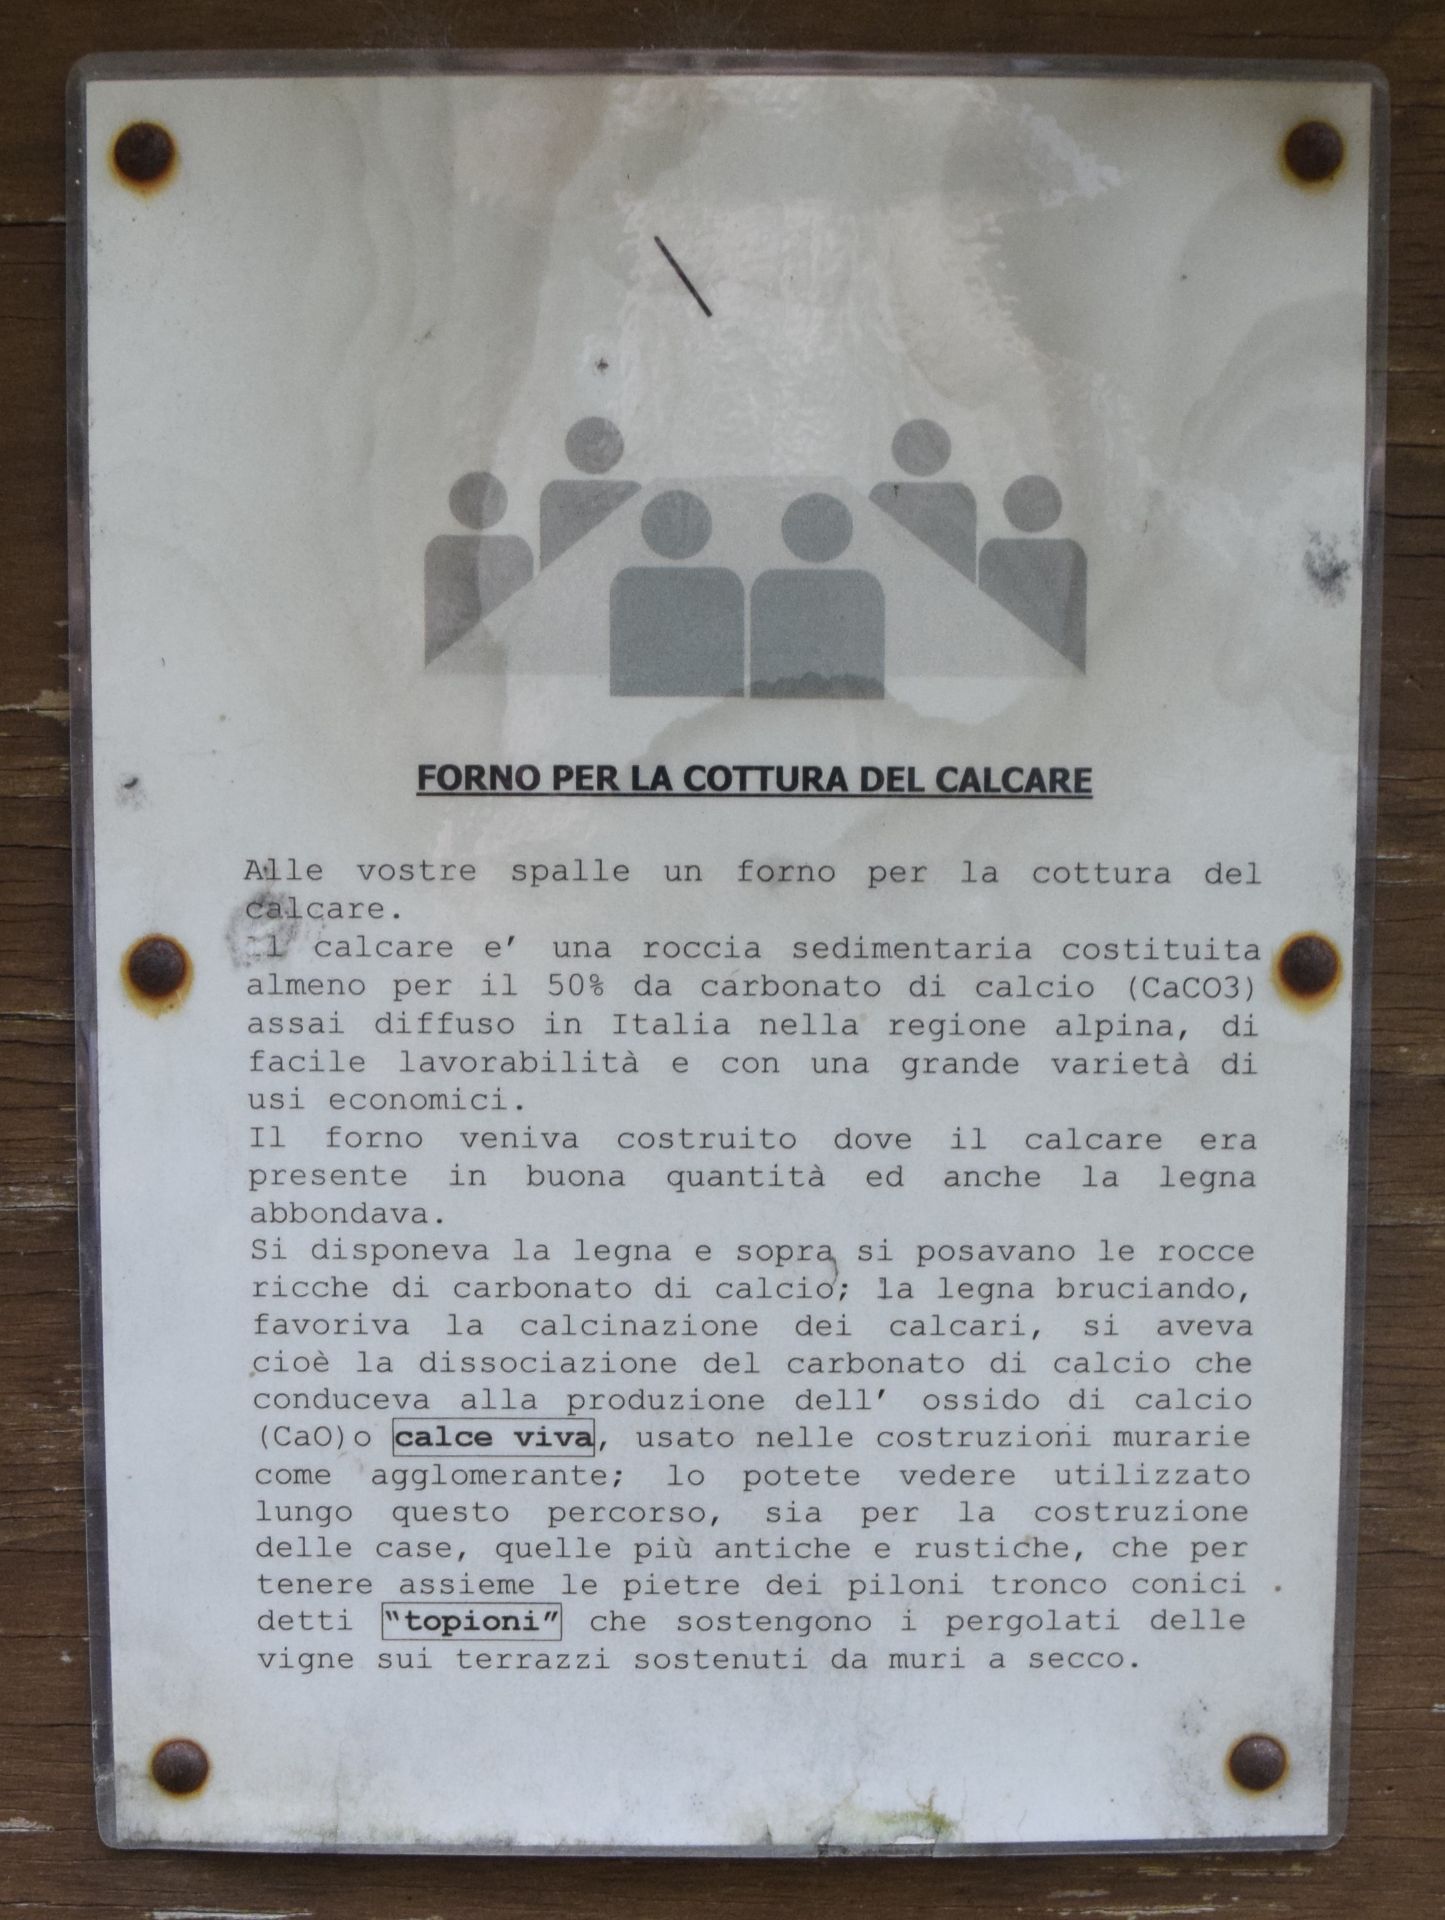 FORNO PER LA COTTURA DEL CALCARE
Alle vostre spalle un forno per la cottura del
calcare.
Il calcare e' una roccia sedimentaria costituita
almeno per il 50% da carbonato di calcio (CaCO3)
assai diffuso in Italia nella regione alpina, di
facile lavorabilità e con una grande varietà di
usi economici.
Il forno veniva costruito dove il calcare era
presente in buona quantità ed anche la legna
abbondava.
Si disponeva la legna e sopra si posavano le rocce
ricche di carbonato di calcio; la legna bruciando,
favoriva la calcinazione dei calcari, si aveva
cioè la dissociazione del carbonato di calcio che
conduceva alla produzione dell' ossido di calcio
(CaO)o calce viva, usato nelle costruzioni murarie
come agglomerante; lo potete vedere utilizzato
lungo questo percorso, sia per la costruzione
delle case, quelle più antiche e rustiche, che per
tenere assieme le pietre dei piloni tronco conici
detti "topioni" che sostengono i pergolati delle
vigne sui terrazzi sostenuti da muri a secco.